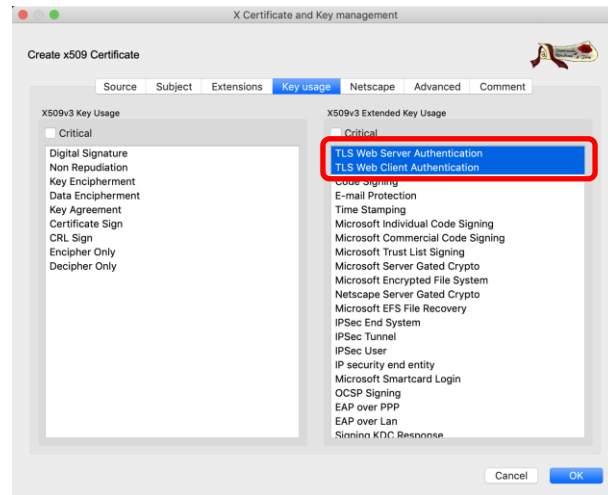 X Certificate and Key management
Create x509 Certificate
Source Subject Extensions Key usage Netscape Advanced Comment
X509v3 Key Usage
Critical
Digital Signature
Non Repudiation
Key Encipherment
Data Encipherment
Key Agreement
Certificate Sign
CRL Sign
Encipher Only
Decipher Only
X509v3 Extended Key Usage
Critical
TLS Web Server Authentication
TLS Web Client Authentication
Code Signing
E-mail Protection
Time Stamping
Microsoft Individual Code Signing
Microsoft Commercial Code Signing
Microsoft Trust List Signing
Microsoft Server Gated Crypto
Microsoft Encrypted File System
Netscape Server Gated Crypto
Microsoft EFS File Recovery
IPSec End System
IPSec Tunnel
IPSec User
IP security end entity
Microsoft Smartcard Login
OCSP Signing
EAP over PPP
EAP over Lan
Signing KDC Response
Cancel OK